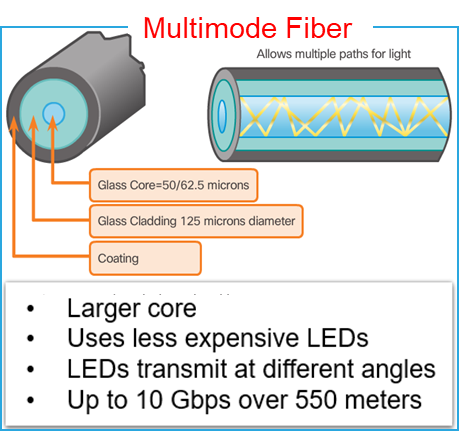 Multimode Fiber
Allows multiple paths for light
Glass Core=50/62.5 microns
Glass Cladding 125 microns diameter
Coating
• Larger core
• Uses less expensive LEDs
• LEDs transmit at different angles
• Up to 10 Gbps over 550 meters